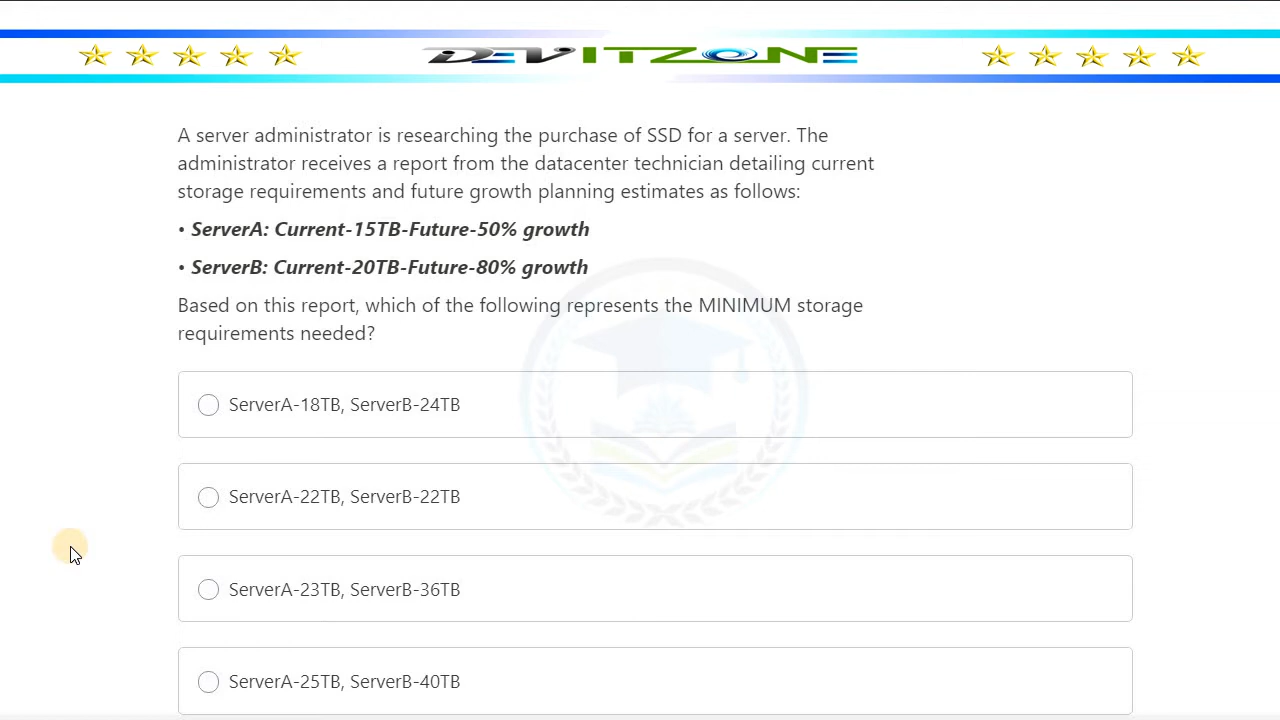 DEVITZONE
A server administrator is researching the purchase of SSD for a server. The
administrator receives a report from the datacenter technician detailing current
storage requirements and future growth planning estimates as follows:
• ServerA: Current-15TB-Future-50% growth
• ServerB: Current-20TB-Future-80% growth
Based on this report, which of the following represents the MINIMUM storage
requirements needed?
ServerA-18TB, ServerB-24TB
ServerA-22TB, ServerB-22TB
ServerA-23TB, ServerB-36TB
ServerA-25TB, ServerB-40TB